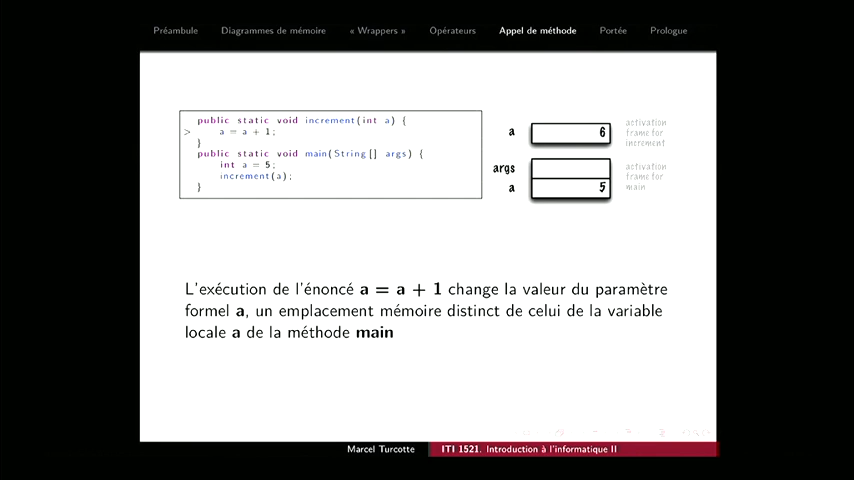 Préambule Diagrammes de mémoire « Wrappers » Opérateurs Appel de méthode Portée Prologue
public static void increment(int a) {
> a = a + 1;
}
public static void main(String[] args) {
int a = 5;
increment(a);
}
a 6
activation
frame for
increment
args
a 5
activation
frame for
main
L'exécution de l'énoncé a = a + 1 change la valeur du paramètre
formel a, un emplacement mémoire distinct de celui de la variable
locale a de la méthode main
Marcel Turcotte ITI 1521. Introduction à l'informatique II